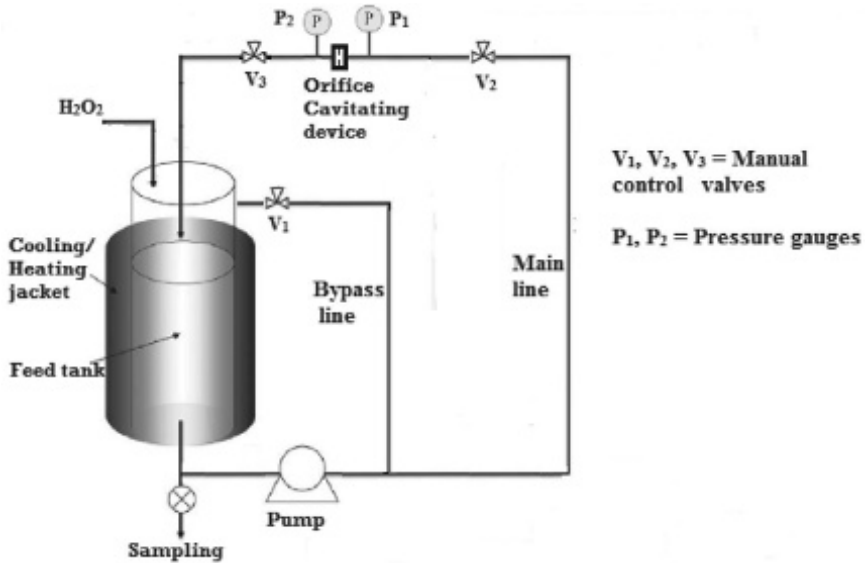 P2 P P P1
V3
V2
Orifice
Cavitating
device
H2O2
V1, V2, V3 = Manual
control valves
V1
P1, P2 = Pressure gauges
Cooling/
Heating
jacket
Bypass
line
Main
line
Feed tank
Pump
Sampling